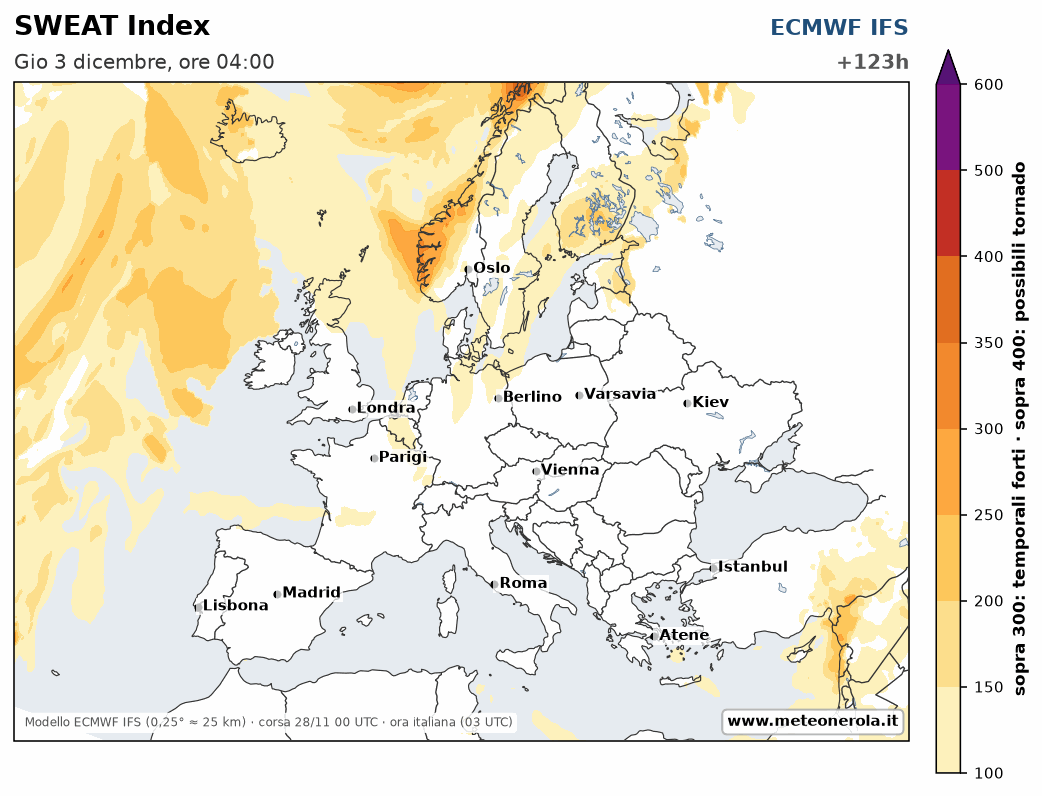 SWEAT Index
ECMWF IFS
Gio 3 dicembre, ore 04:00
+123h
Oslo
Londra
Berlino
Varsavia
Kiev
Parigi
Vienna
Istanbul
Roma
Madrid
Lisbona
Atene
Modello ECMWF IFS (0,25° ≈ 25 km) · corsa 28/11 00 UTC · ora italiana (03 UTC)
www.meteonerola.it
600
500
400
350
300
250
200
150
100
sopra 300: temporali forti · sopra 400: possibili tornado